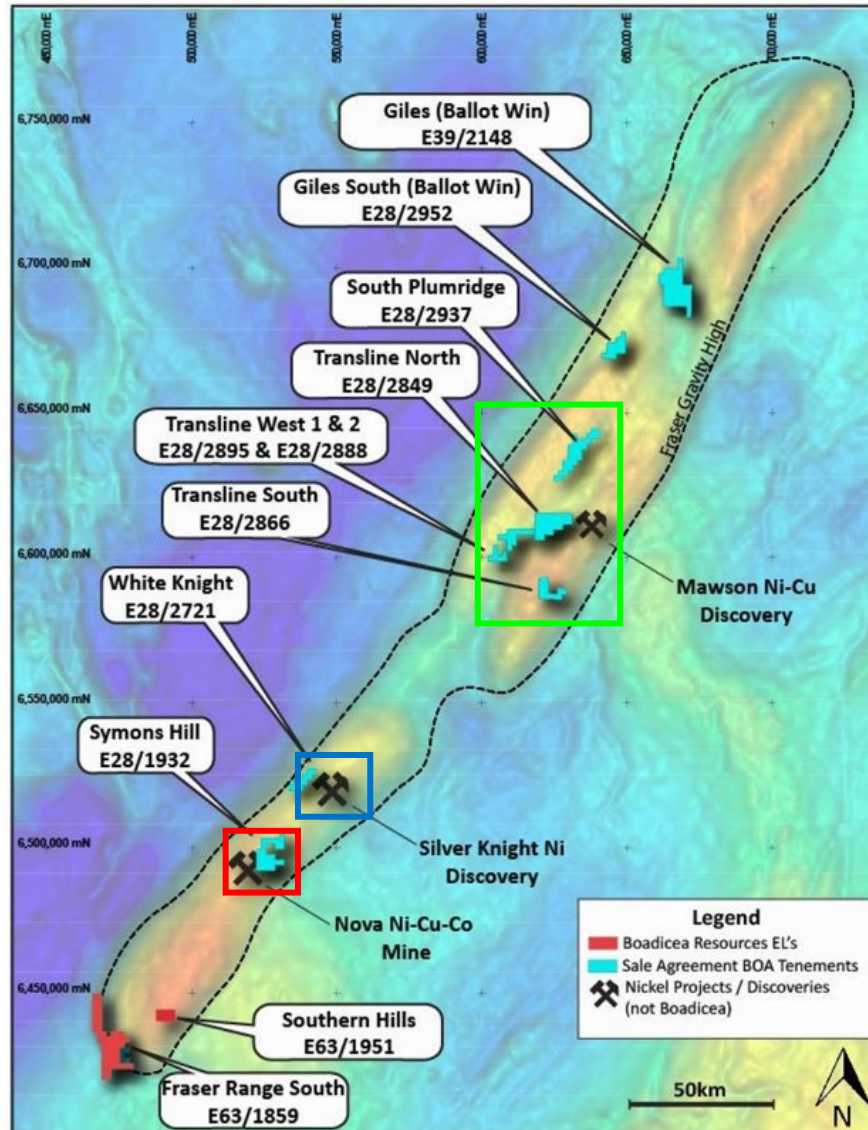 450,000 mE
500,000 mE
550,000 mE
600,000 mE
650,000 mE
700,000 mE
6,750,000 mN
6,700,000 mN
6,650,000 mN
6,600,000 mN
6,550,000 mN
6,500,000 mN
6,450,000 mN
Giles (Ballot Win)
E39/2148
Giles South (Ballot Win)
E28/2952
South Plumridge
E28/2937
Transline North
E28/2849
Transline West 1 & 2
E28/2895 & E28/2888
Transline South
E28/2866
White Knight
E28/2721
Symons Hill
E28/1932
Fraser Gravity High
Mawson Ni-Cu
Discovery
Silver Knight Ni
Discovery
Nova Ni-Cu-Co
Mine
Southern Hills
E63/1951
Fraser Range South
E63/1859
Legend
Boadicea Resources EL's
Sale Agreement BOA Tenements
Nickel Projects / Discoveries
(not Boadicea)
50km
N